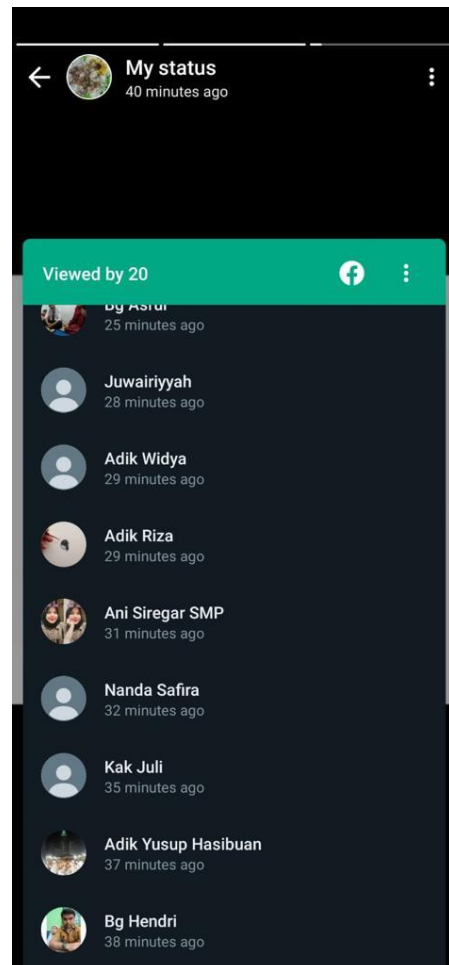 My status
40 minutes ago
Viewed by 20
Bg Asrul
25 minutes ago
Juwairiyyah
28 minutes ago
Adik Widya
29 minutes ago
Adik Riza
29 minutes ago
Ani Siregar SMP
31 minutes ago
Nanda Safira
32 minutes ago
Kak Juli
35 minutes ago
Adik Yusup Hasibuan
37 minutes ago
Bg Hendri
38 minutes ago